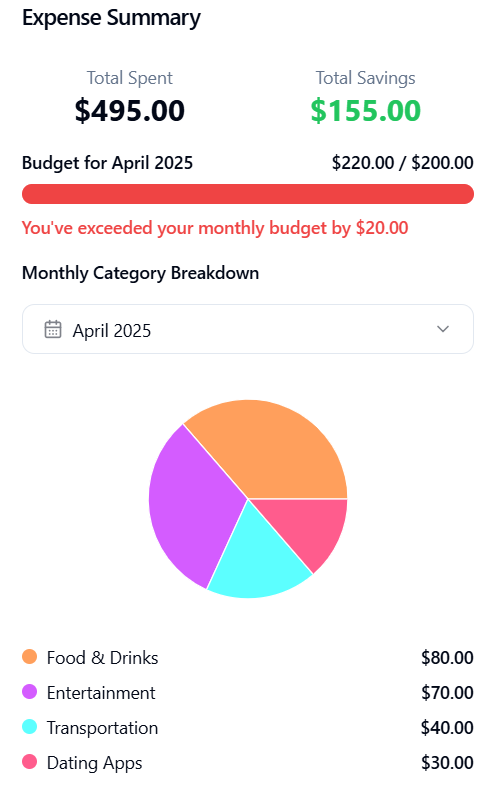 Expense Summary
Total Spent Total Savings
$495.00 $155.00
Budget for April 2025 $220.00 / $200.00
You've exceeded your monthly budget by $20.00
Monthly Category Breakdown
April 2025
Food & Drinks $80.00
Entertainment $70.00
Transportation $40.00
Dating Apps $30.00